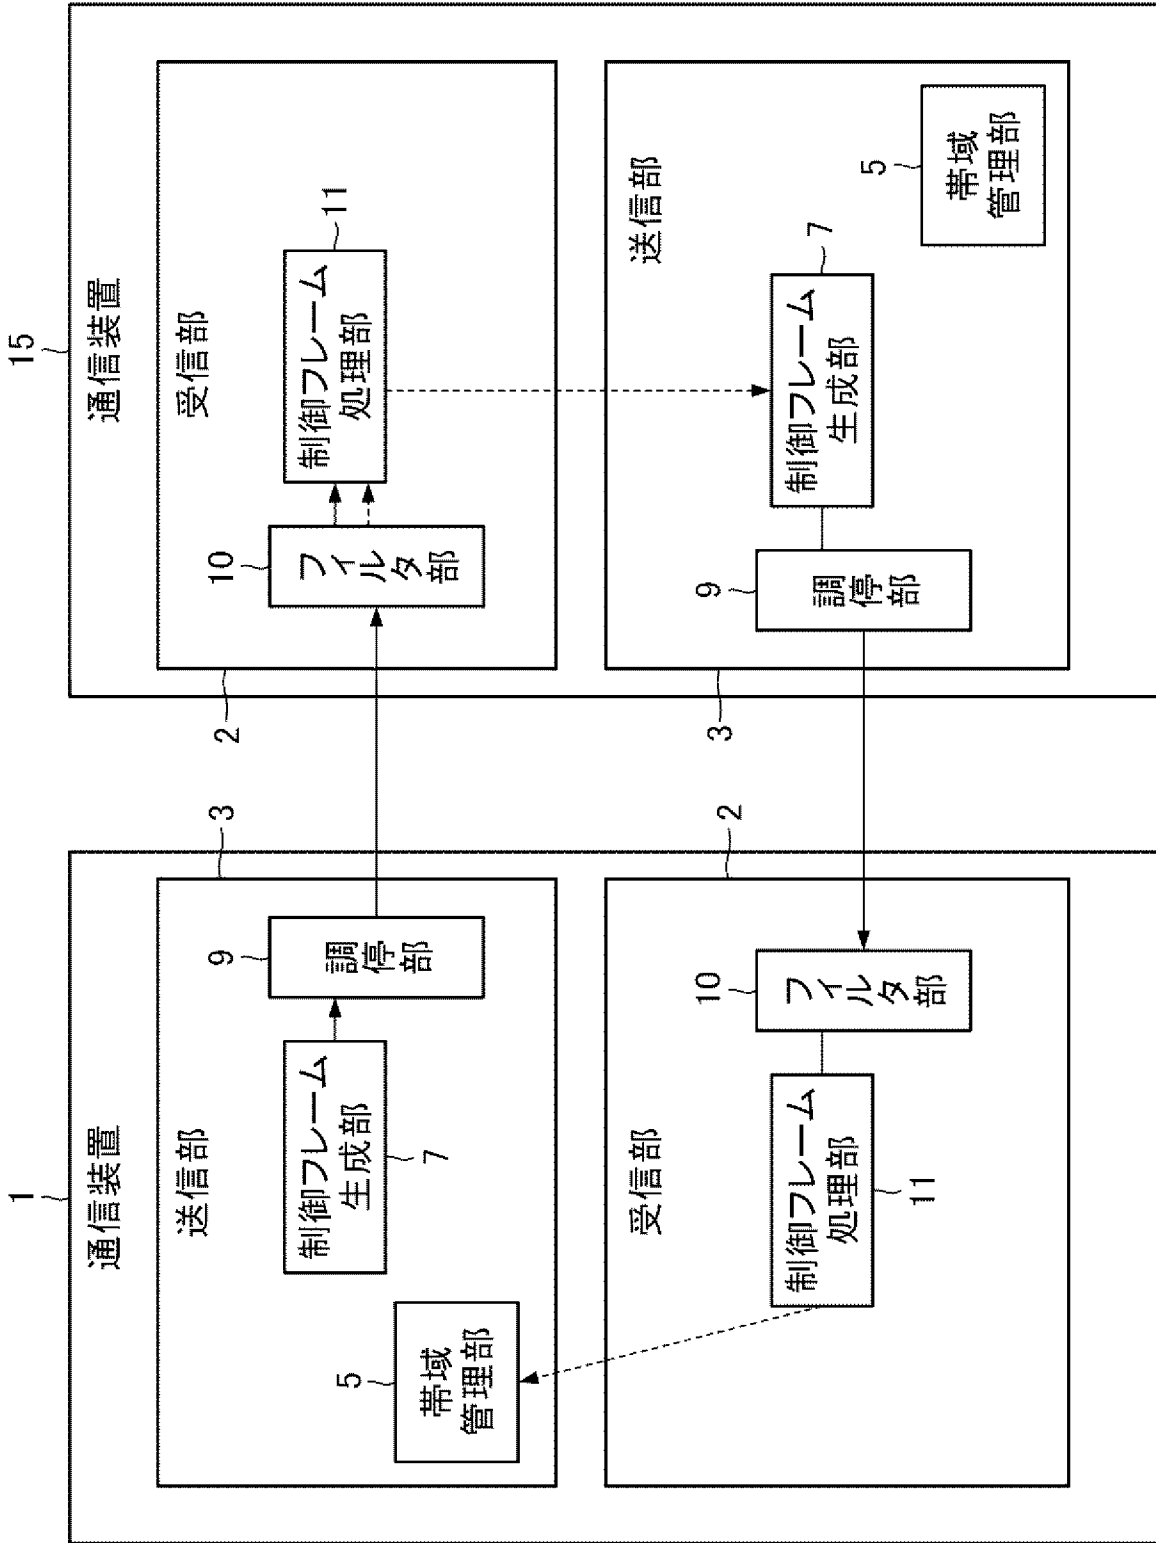 1
通信装置
送信部
3
帯域
管理部
5
制御フレーム
生成部
7
調停部
9
受信部
2
制御フレーム
処理部
11
フィルタ部
10
15
通信装置
受信部
2
フィルタ部
10
制御フレーム
処理部
11
送信部
3
調停部
9
制御フレーム
生成部
7
帯域
管理部
5